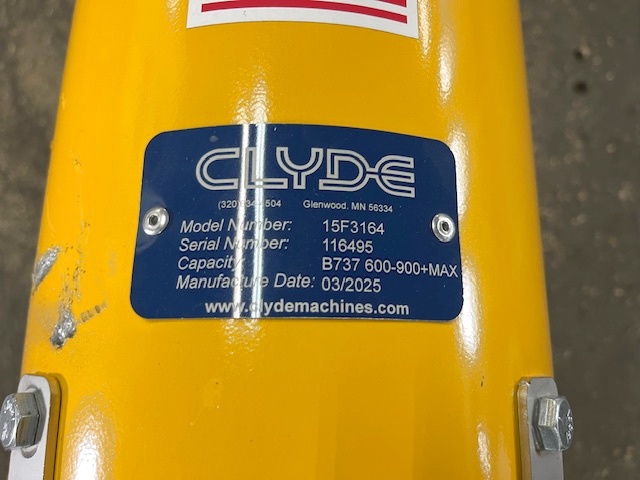 CLYDE
Glenwood. MN 56334
Model Number: 15F3164
Serial Number: 116495
Capacity: B737 600-900+MAX
Manufacture Date: 03/2025
www.clydemachines.com